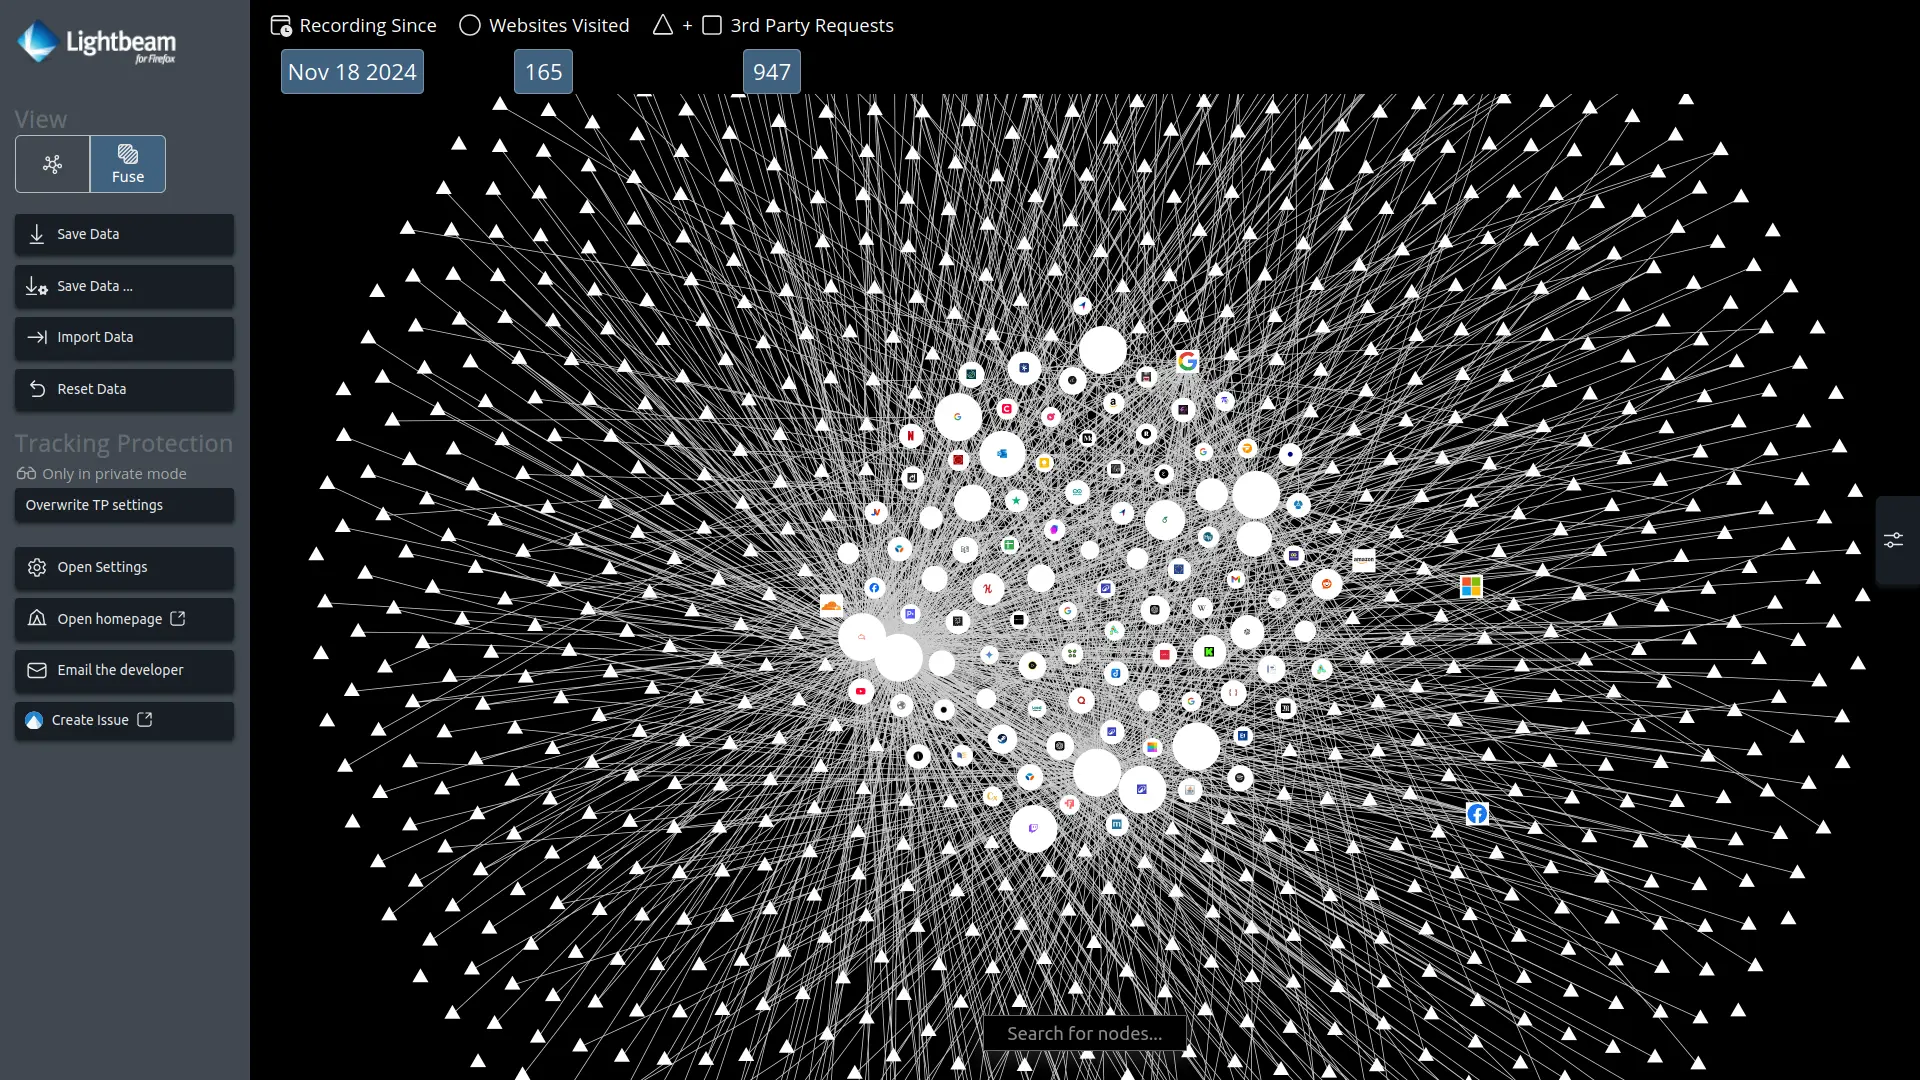 Lightbeam
for Firefox
Recording Since
Websites Visited
+
3rd Party Requests
Nov 18 2024
165
947
View
Fuse
Save Data
Save Data ...
Import Data
Reset Data
Tracking Protection
Only in private mode
Overwrite TP settings
Open Settings
Open homepage
Email the developer
Create Issue
amazon
Search for nodes...